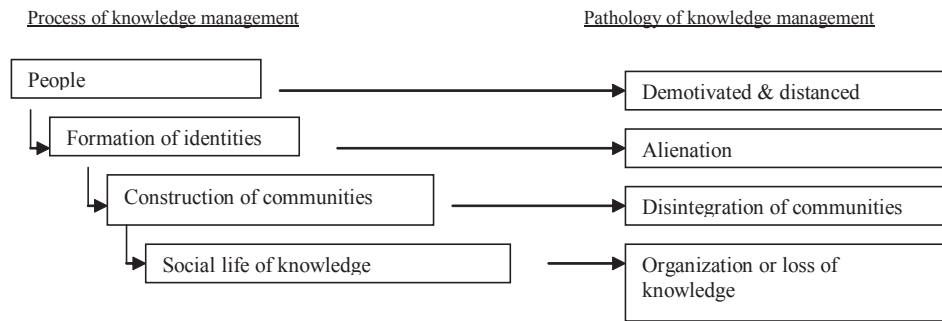 Process of knowledge management
Pathology of knowledge management
People
Demotivated & distanced
Formation of identities
Alienation
Construction of communities
Disintegration of communities
Social life of knowledge
Organization or loss of
knowledge